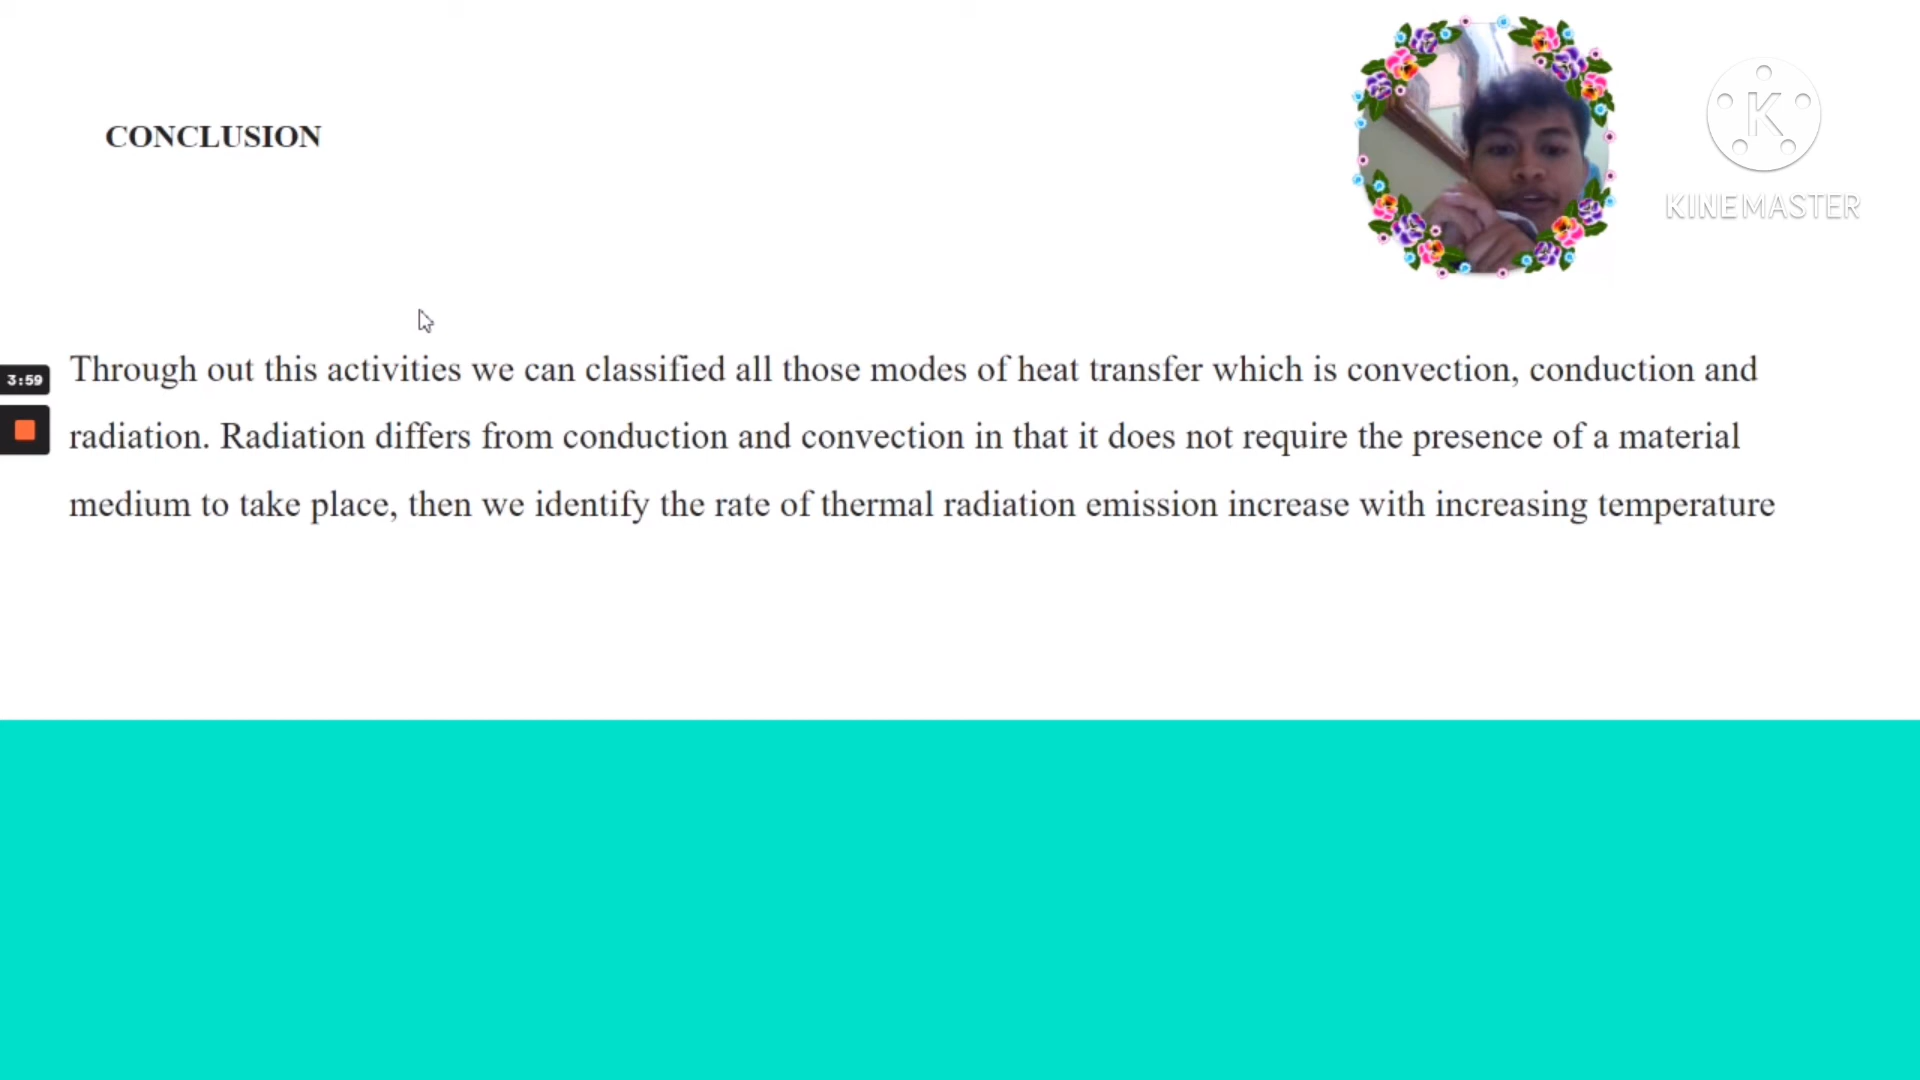 CONCLUSION
K
KINEMASTER
3:59
Through out this activities we can classified all those modes of heat transfer which is convection, conduction and
radiation. Radiation differs from conduction and convection in that it does not require the presence of a material
medium to take place, then we identify the rate of thermal radiation emission increase with increasing temperature